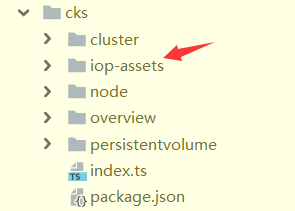 cks
cluster
iop-assets
node
overview
persistentvolume
TS index.ts
package.json